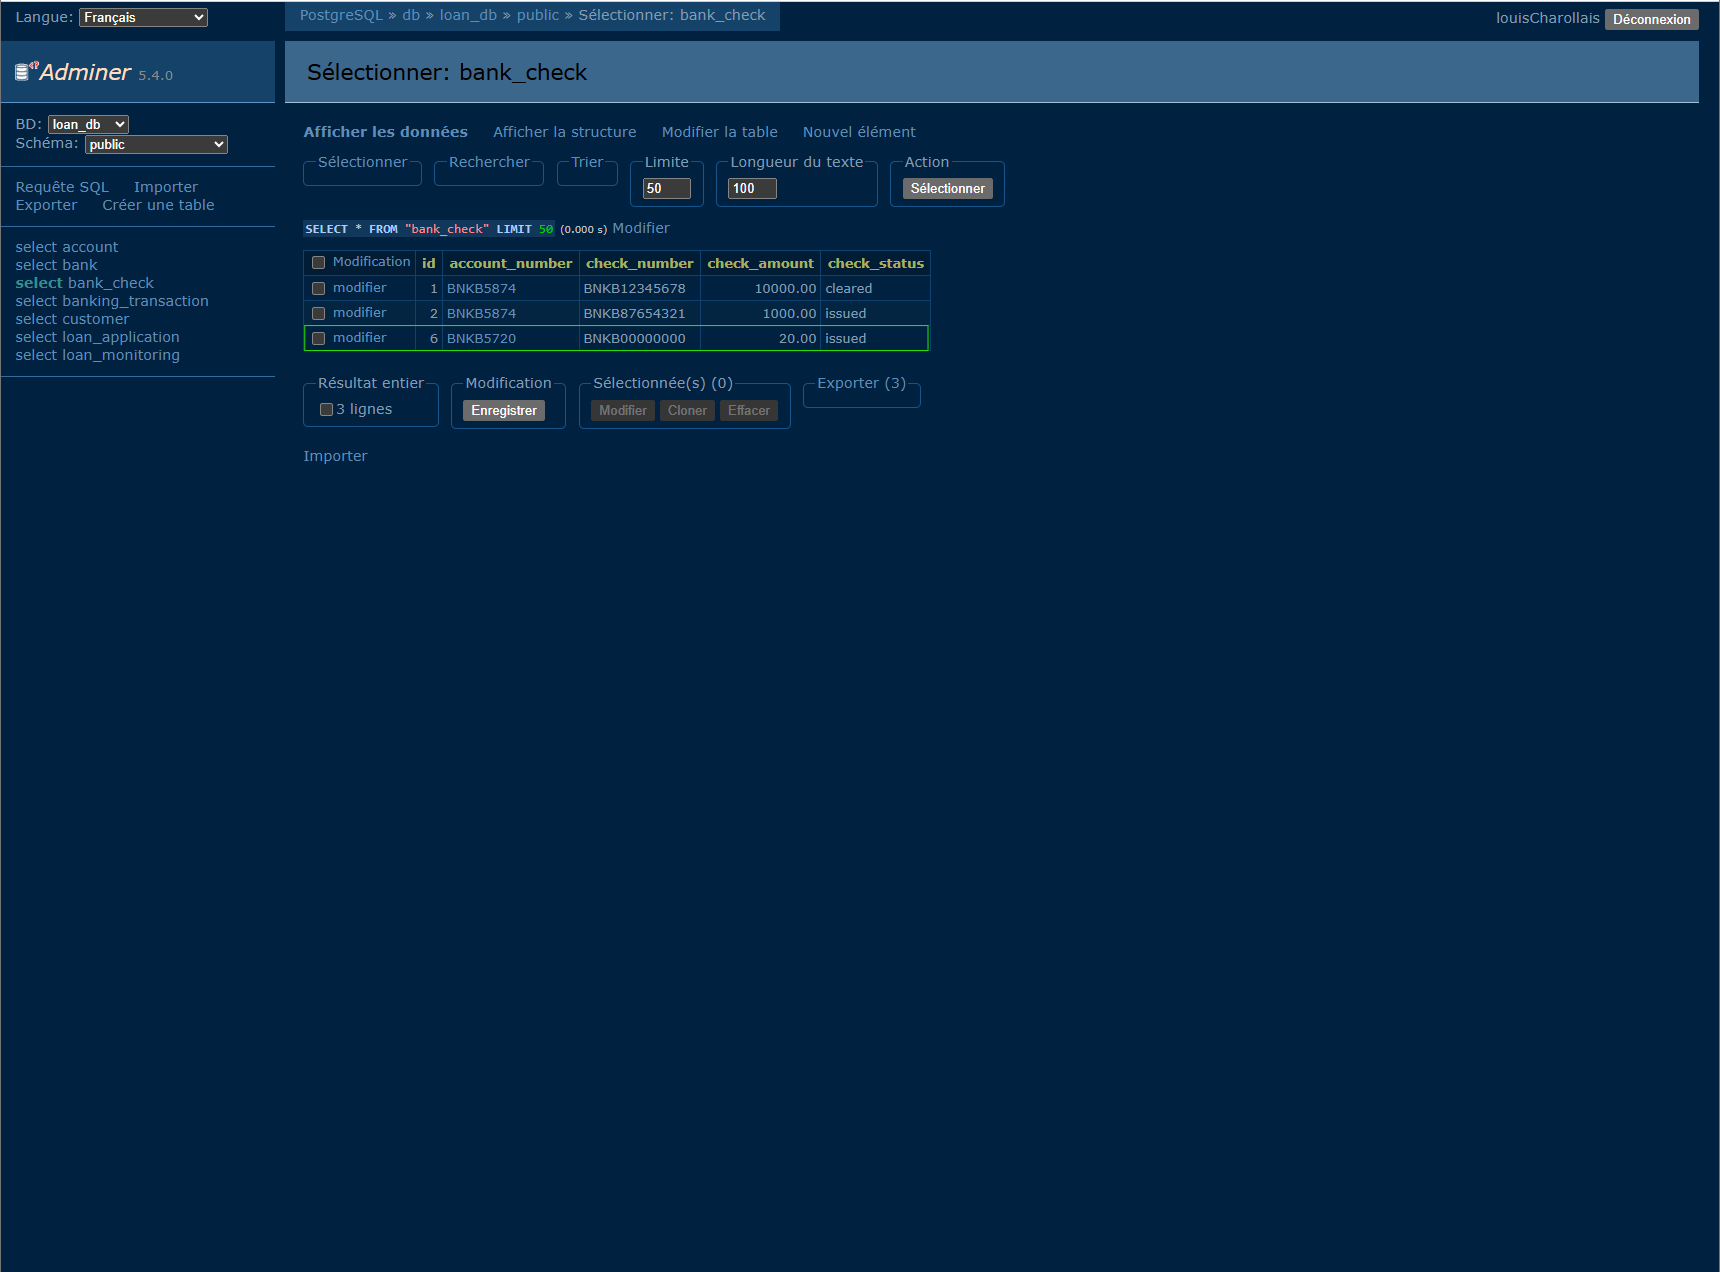 Langue: Français
PostgreSQL » db » loan_db » public » Sélectionner: bank_check
louisCharollais Déconnexion
Adminer 5.4.0
Sélectionner: bank_check
BD: loan_db
Schéma: public
Requête SQL Importer
Exporter Créer une table
select account
select bank
select bank_check
select banking_transaction
select customer
select loan_application
select loan_monitoring
Afficher les données Afficher la structure Modifier la table Nouvel élément
Sélectionner Rechercher Trier Limite Longueur du texte Action
50 100 Sélectionner
SELECT * FROM "bank_check" LIMIT 50 (0.000 s) Modifier
Modification id account_number check_number check_amount check_status
modifier 1 BNKB5874 BNKB12345678 10000.00 cleared
modifier 2 BNKB5874 BNKB87654321 1000.00 issued
modifier 6 BNKB5720 BNKB00000000 20.00 issued
Résultat entier Modification Sélectionnée(s) (0) Exporter (3)
3 lignes Enregistrer Modifier Cloner Effacer
Importer